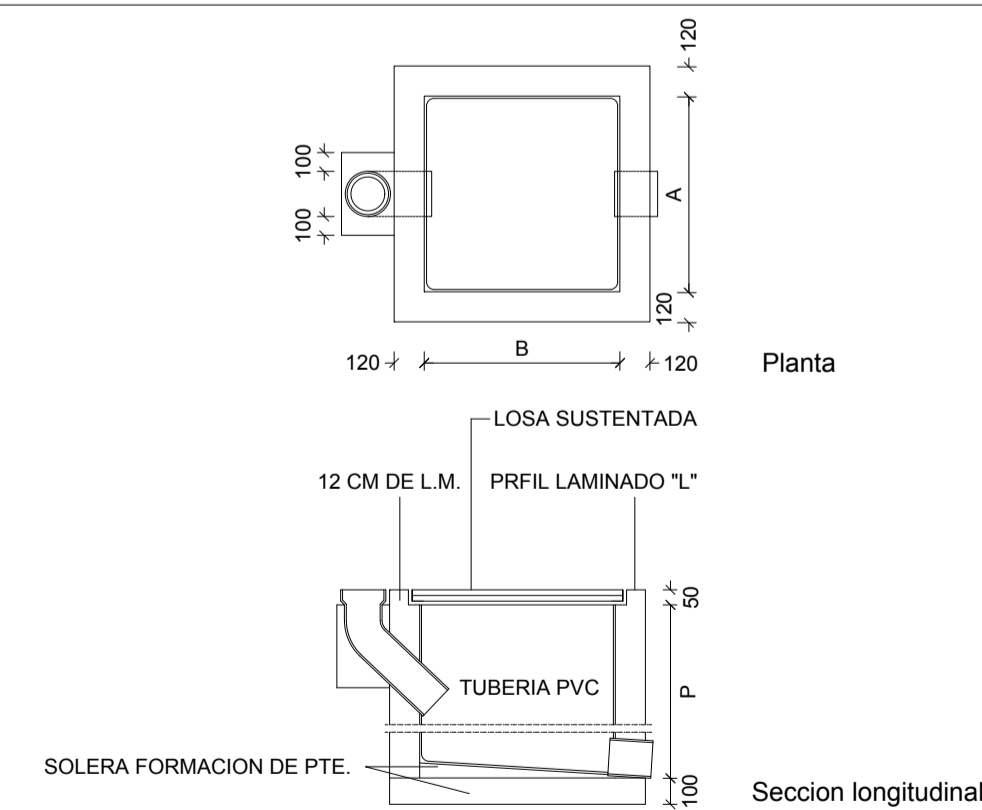 120
100
100
A
120
120
B
120
Planta
LOSA SUSTENTADA
12 CM DE L.M.
PRFIL LAMINADO "L"
50
TUBERIA PVC
P
SOLERA FORMACION DE PTE.
100
Seccion longitudinal